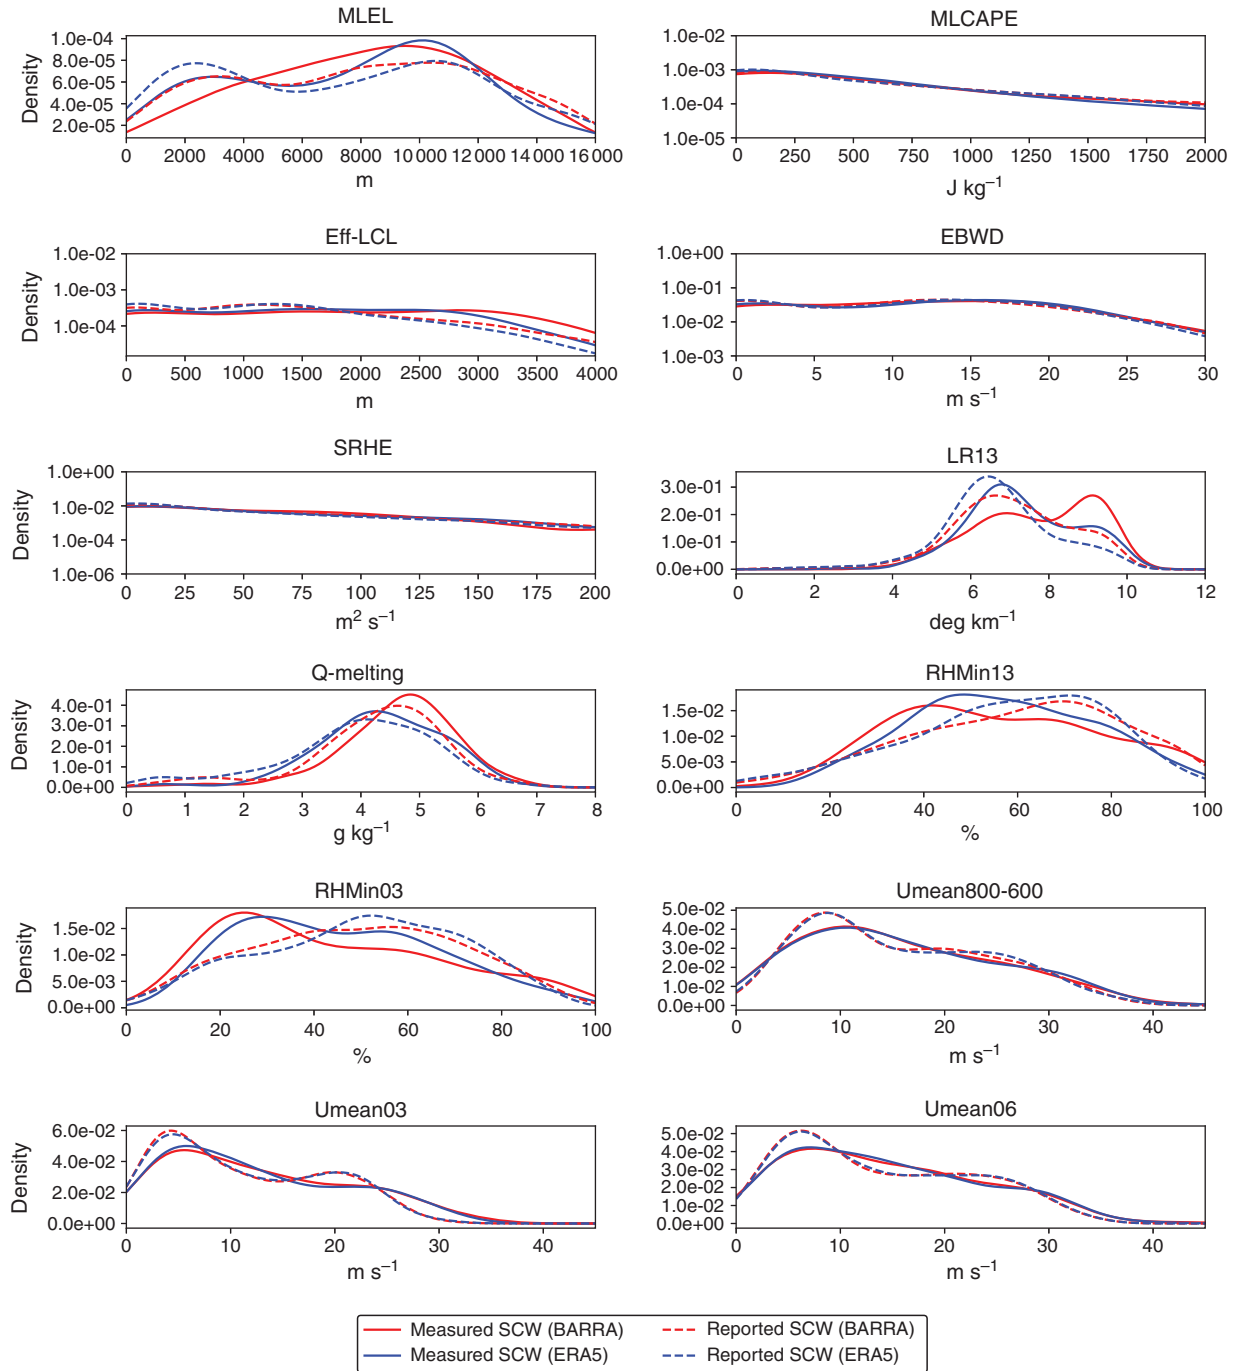 MLEL
Density
1.0e-04
8.0e-05
6.0e-05
4.0e-05
2.0e-05
0 2000 4000 6000 8000 10 000 12 000 14 000 16 000
m
MLCAPE
1.0e-02
1.0e-03
1.0e-04
1.0e-05
0 250 500 750 1000 1250 1500 1750 2000
J kg⁻¹
Eff-LCL
Density
1.0e-02
1.0e-03
1.0e-04
0 500 1000 1500 2000 2500 3000 3500 4000
m
EBWD
1.0e+00
1.0e-01
1.0e-02
1.0e-03
0 5 10 15 20 25 30
m s⁻¹
SRHE
Density
1.0e+00
1.0e-02
1.0e-04
1.0e-06
0 25 50 75 100 125 150 175 200
m² s⁻¹
LR13
3.0e-01
2.0e-01
1.0e-01
0.0e+00
0 2 4 6 8 10 12
deg km⁻¹
Q-melting
Density
4.0e-01
3.0e-01
2.0e-01
1.0e-01
0.0e+00
0 1 2 3 4 5 6 7 8
g kg⁻¹
RHMin13
1.5e-02
1.0e-02
5.0e-03
0.0e+00
0 20 40 60 80 100
%
RHMin03
Density
1.5e-02
1.0e-02
5.0e-03
0.0e+00
0 20 40 60 80 100
%
Umean800-600
5.0e-02
4.0e-02
3.0e-02
2.0e-02
1.0e-02
0.0e+00
0 10 20 30 40
m s⁻¹
Umean03
Density
6.0e-02
4.0e-02
2.0e-02
0.0e+00
0 10 20 30 40
m s⁻¹
Umean06
5.0e-02
4.0e-02
3.0e-02
2.0e-02
1.0e-02
0.0e+00
0 10 20 30 40
m s⁻¹
Measured SCW (BARRA) Reported SCW (BARRA)
Measured SCW (ERA5) Reported SCW (ERA5)